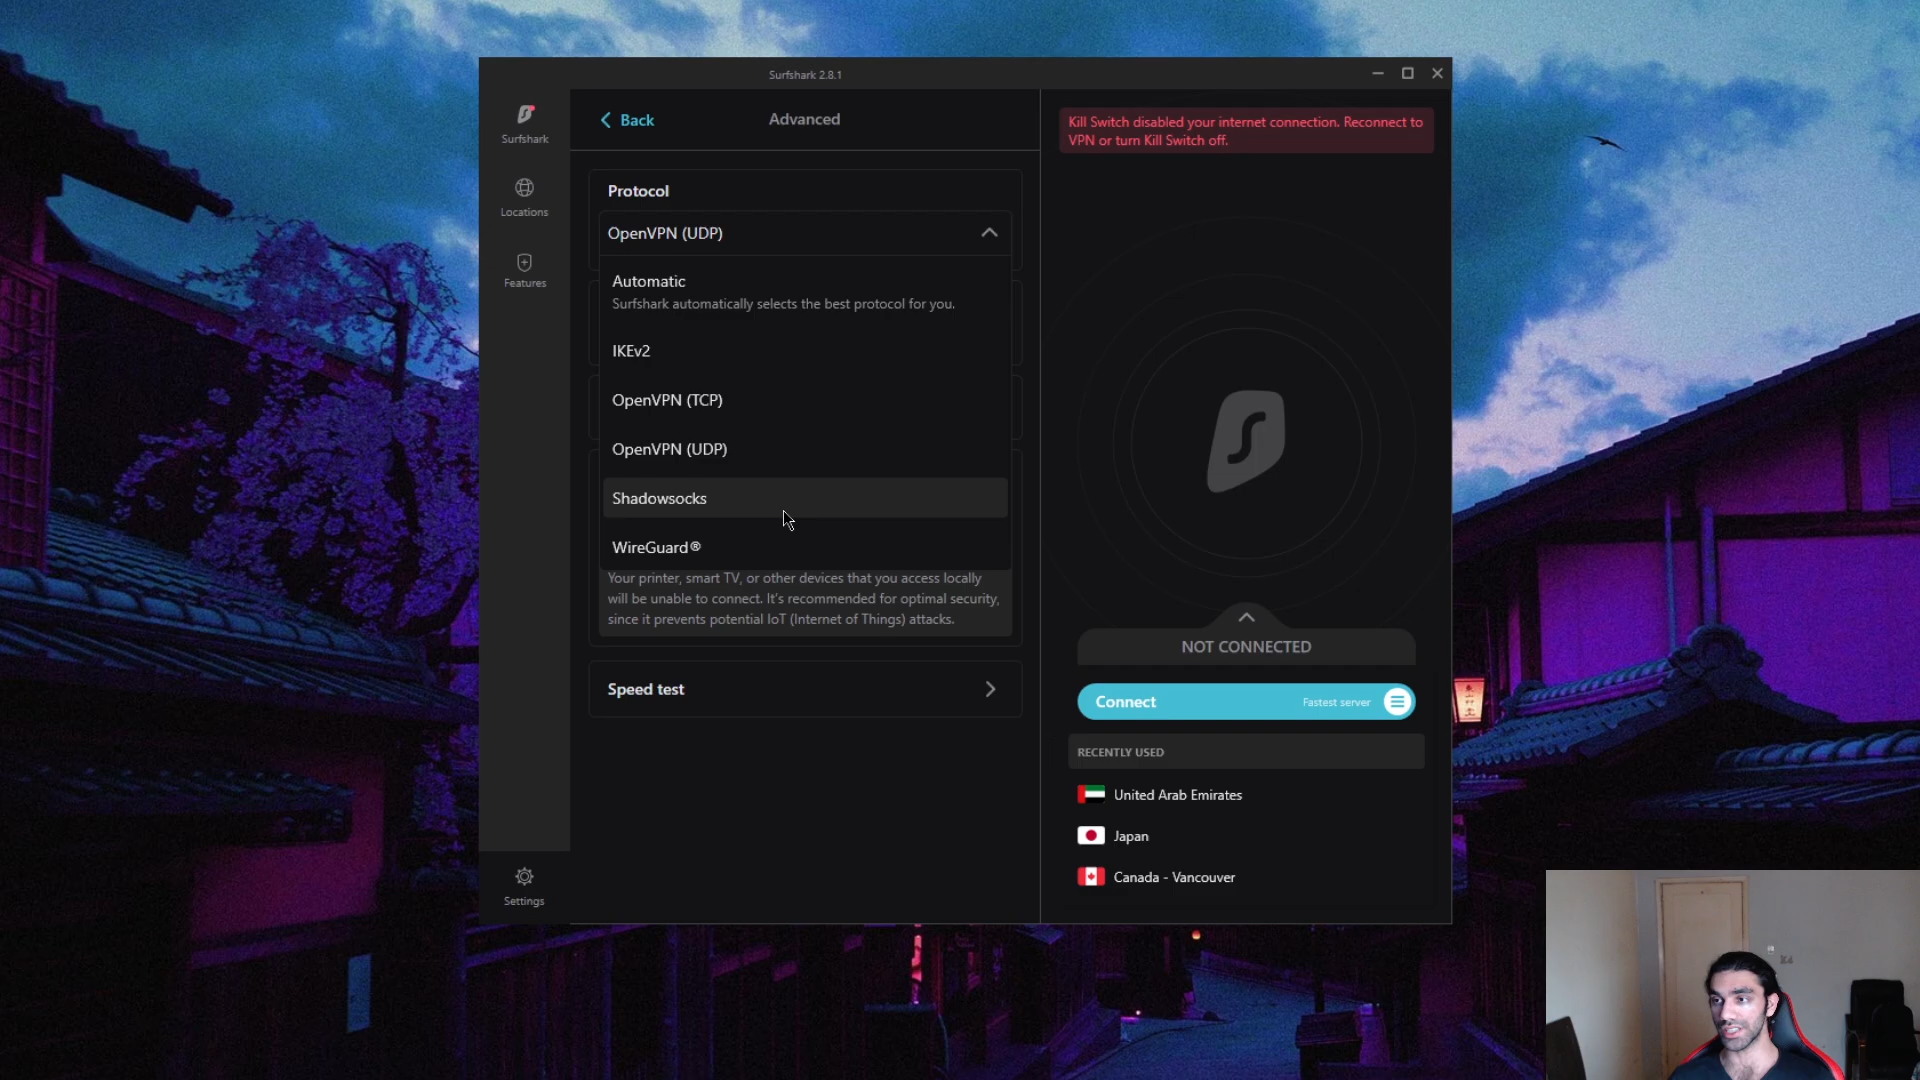 Surfshark 2.8.1
Surfshark
Locations
Features
Settings
Back
Advanced
Protocol
OpenVPN (UDP)
Automatic
Surfshark automatically selects the best protocol for you.
IKEv2
OpenVPN (TCP)
OpenVPN (UDP)
Shadowsocks
WireGuard®
Your printer, smart TV, or other devices that you access locally
will be unable to connect. It's recommended for optimal security,
since it prevents potential IoT (Internet of Things) attacks.
Speed test
Kill Switch disabled your internet connection. Reconnect to
VPN or turn Kill Switch off.
NOT CONNECTED
Connect
Fastest server
RECENTLY USED
United Arab Emirates
Japan
Canada - Vancouver